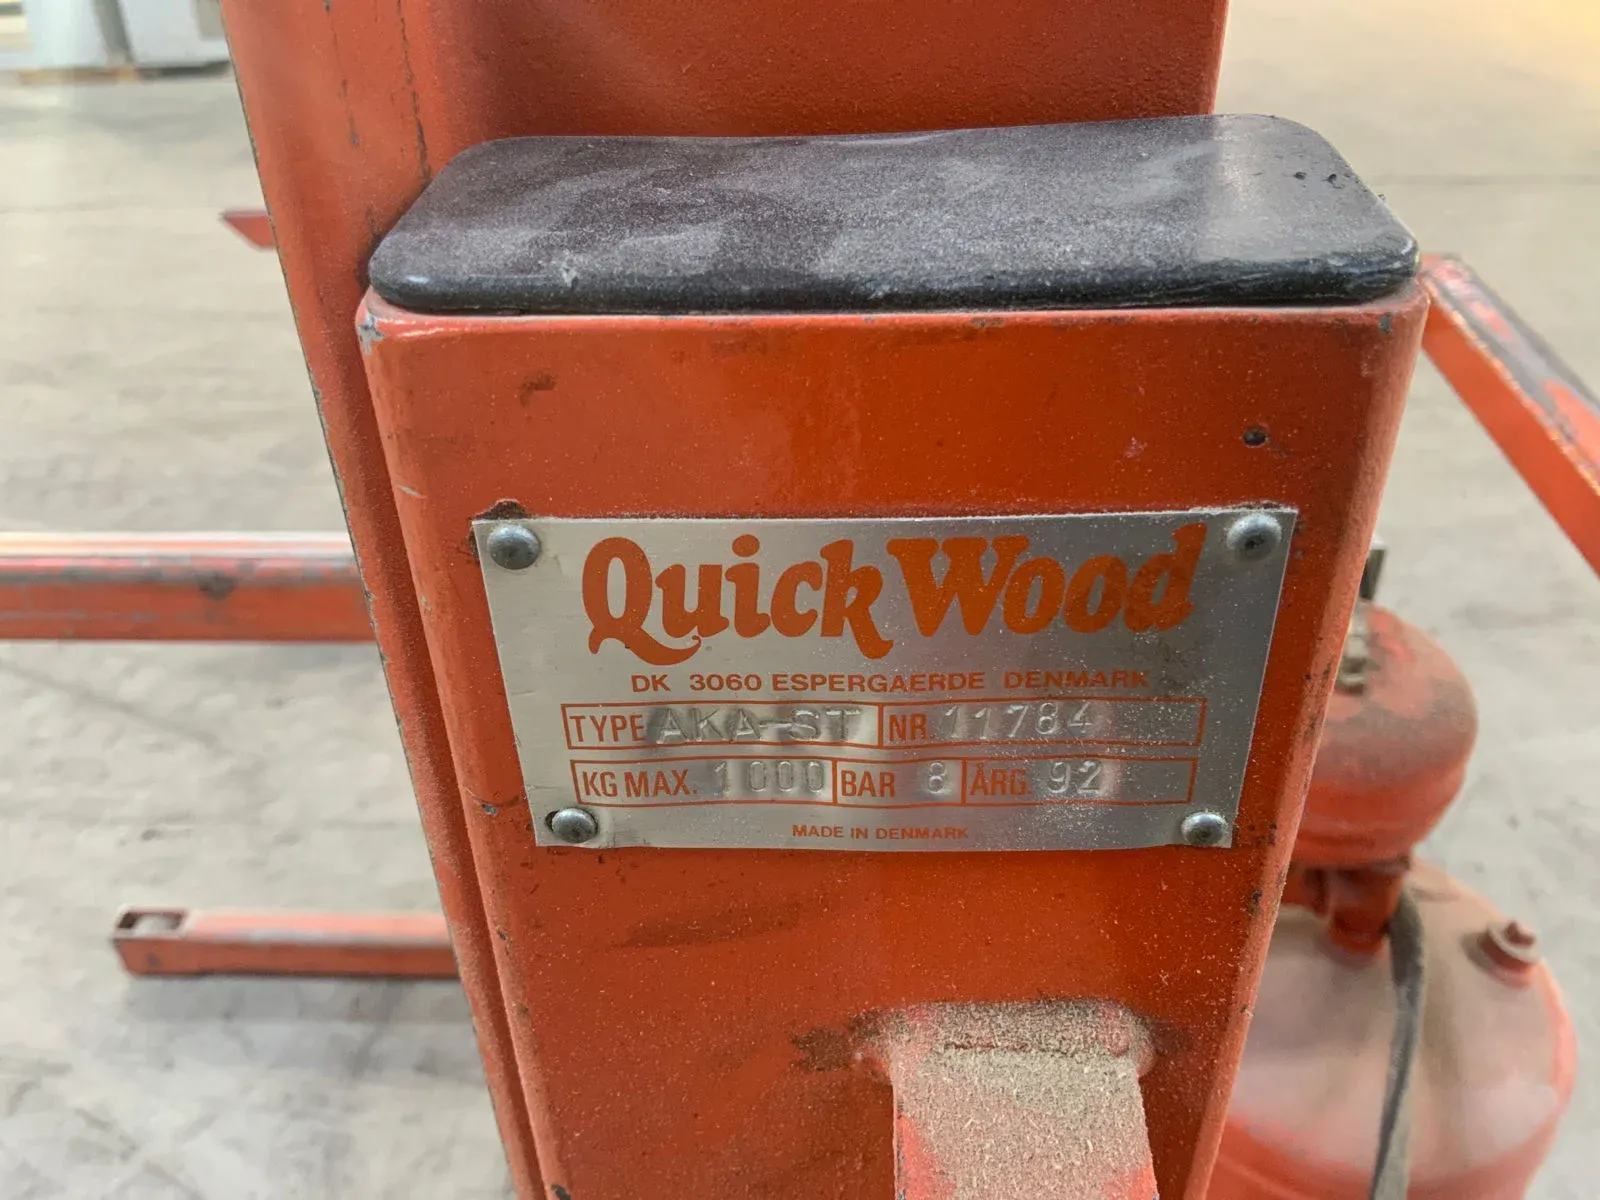 QuickWood
DK 3060 ESPERGAERDE DENMARK
TYPE AKA-ST NR. 11784
KG MAX. 1000 BAR 8 ÅRG. 92
MADE IN DENMARK